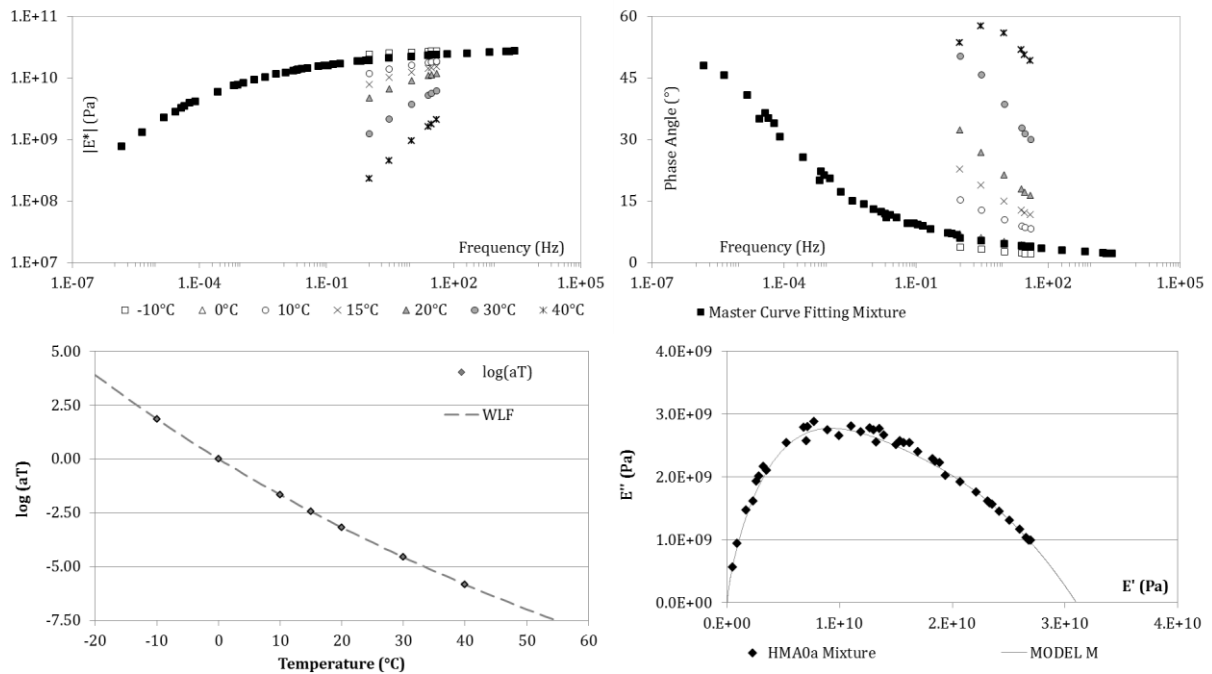 1.E+11
1.E+10
1.E+09
1.E+08
1.E+07
|E*| (Pa)
Frequency (Hz)
1.E-07 1.E-04 1.E-01 1.E+02 1.E+05
60
45
30
15
0
Phase Angle (°)
Frequency (Hz)
1.E-07 1.E-04 1.E-01 1.E+02 1.E+05
-10°C 0°C 10°C 15°C 20°C 30°C 40°C Master Curve Fitting Mixture
5.00
2.50
0.00
-2.50
-5.00
-7.50
log (aT)
log(aT)
WLF
-20 -10 0 10 20 30 40 50 60
Temperature (°C)
4.0E+09
3.0E+09
2.0E+09
1.0E+09
0.0E+00
E'' (Pa)
E' (Pa)
0.E+00 1.E+10 2.E+10 3.E+10 4.E+10
HMA0a Mixture MODEL M